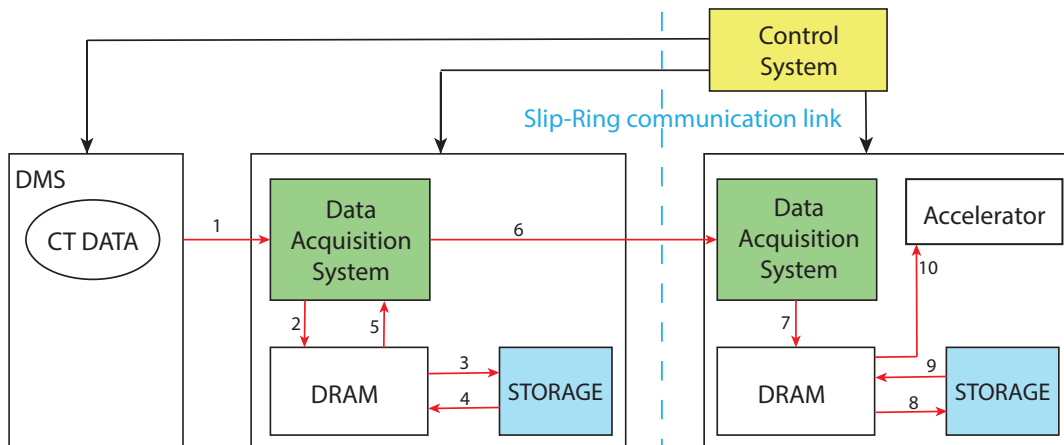 Control
System
Slip-Ring communication link
DMS
CT DATA
1
Data
Acquisition
System
2
5
6
DRAM
3
4
STORAGE
Data
Acquisition
System
Accelerator
10
7
DRAM
9
8
STORAGE